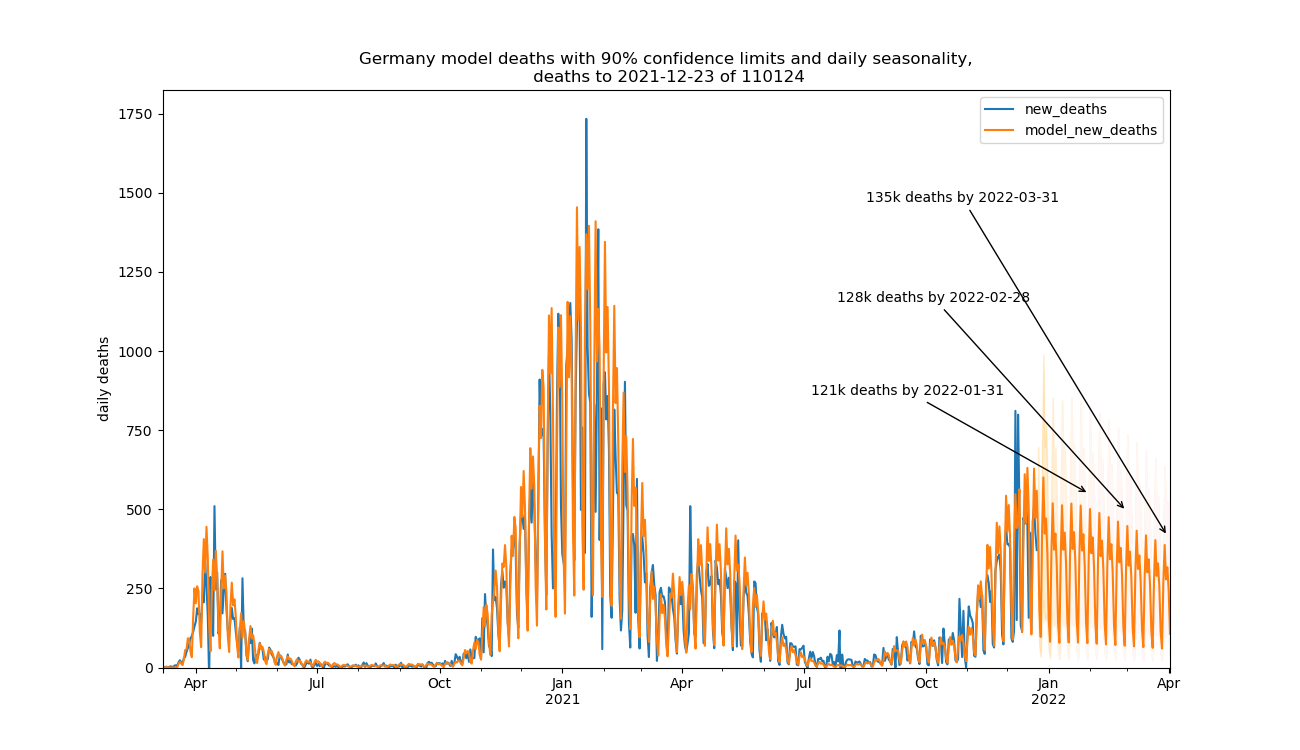 Germany model deaths with 90% confidence limits and daily seasonality,
deaths to 2021-12-23 of 110124
new_deaths
model_new_deaths
135k deaths by 2022-03-31
128k deaths by 2022-02-28
121k deaths by 2022-01-31
daily deaths
1750
1500
1250
1000
750
500
250
0
Apr Jul Oct Jan Apr Jul Oct Jan Apr
2021 2022